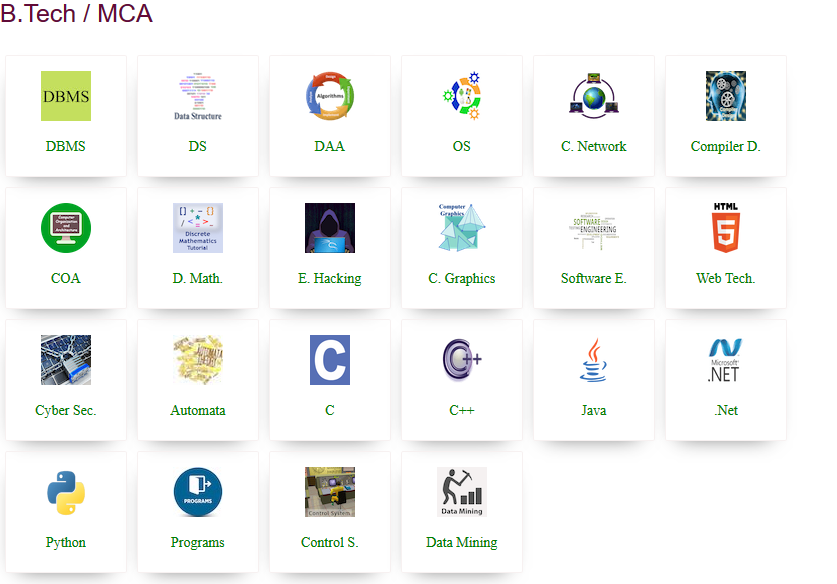 B.Tech / MCA
DBMS
DBMS
Data Structure
DS
Algorithms
DAA
OS
C. Network
Compiler D.
Computer
Organization
and
Architecture
COA
[] + - {}
/ < * = >
Discrete
Mathematics
Tutorial
D. Math.
E. Hacking
Computer
Graphics
C. Graphics
SOFTWARE
ENGINEERING
Software E.
HTML
5
Web Tech.
Cyber Sec.
AUTOMATA
Automata
C
C
C++
C++
Java
Microsoft
.NET
.Net
Python
PROGRAMS
Programs
Control System
Control S.
Data Mining
Data Mining